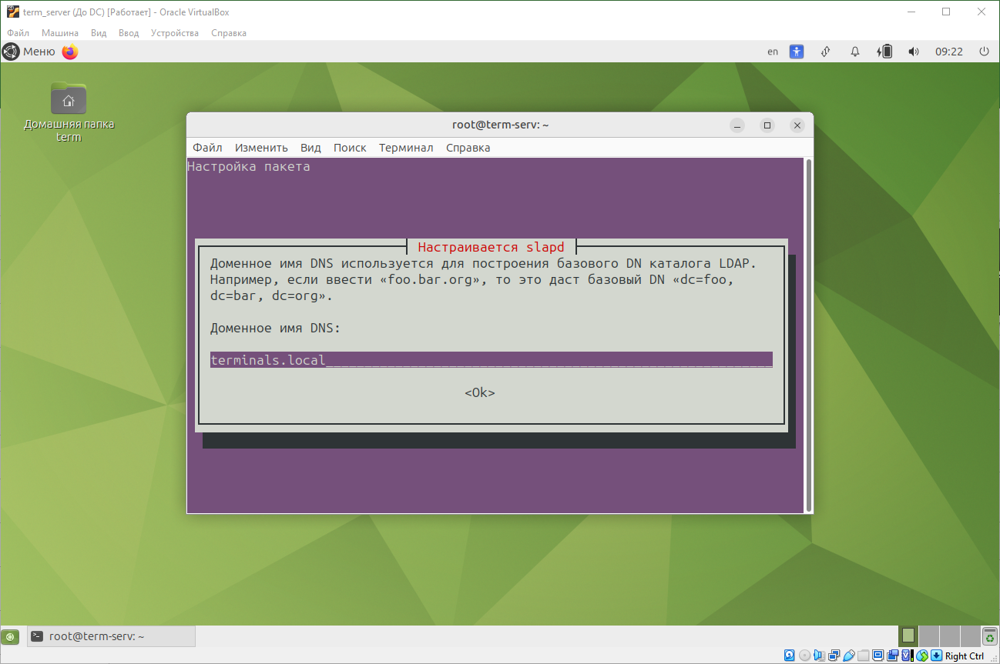 term_server (До DC) [Работает] - Oracle VirtualBox
Файл Машина Вид Ввод Устройства Справка
Меню en 09:22
Домашняя папка
term
root@term-serv: ~
Файл Изменить Вид Поиск Терминал Справка
Настройка пакета
Настраивается slapd
Доменное имя DNS используется для построения базового DN каталога LDAP.
Например, если ввести «foo.bar.org», то это даст базовый DN «dc=foo,
dc=bar, dc=org».
Доменное имя DNS:
terminals.local
<Ok>
root@term-serv: ~
Right Ctrl